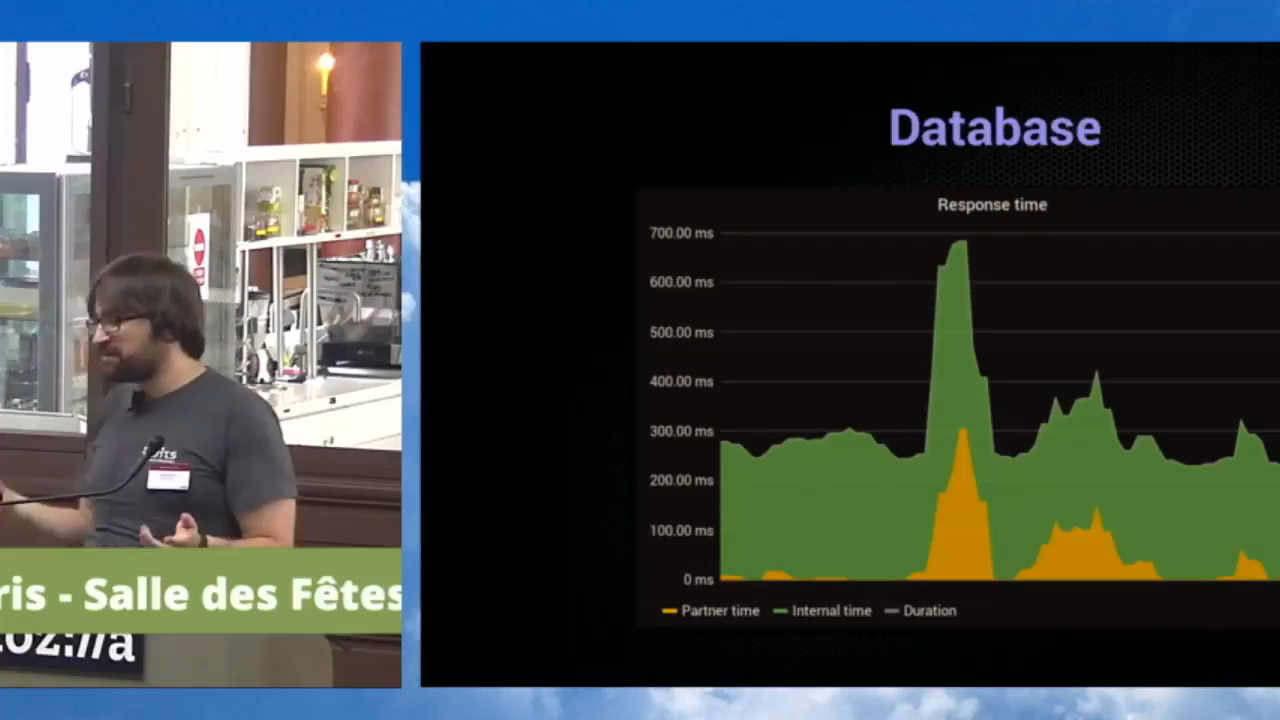 Database
Response time
700.00 ms
600.00 ms
500.00 ms
400.00 ms
300.00 ms
200.00 ms
100.00 ms
0 ms
Partner time
Internal time
Duration
ris - Salle des Fêtes
oz://a